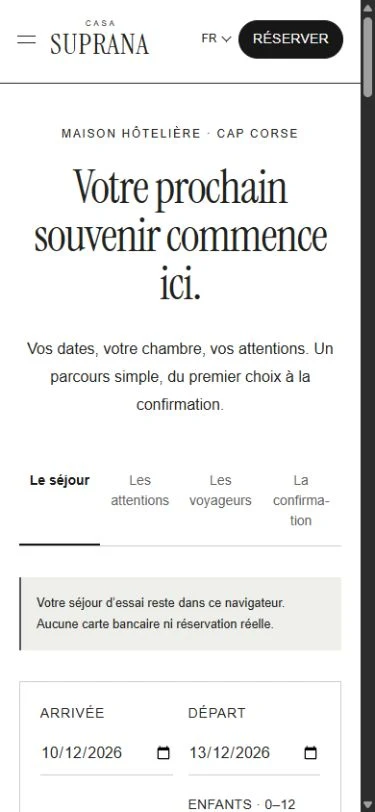 CASA
SUPRANA
FR
RÉSERVER
MAISON HÔTELIÈRE · CAP CORSE
Votre prochain
souvenir commence
ici.
Vos dates, votre chambre, vos attentions. Un
parcours simple, du premier choix à la
confirmation.
Le séjour
Les
attentions
Les
voyageurs
La
confirma-
tion
Votre séjour d'essai reste dans ce navigateur.
Aucune carte bancaire ni réservation réelle.
ARRIVÉE
DÉPART
10/12/2026
13/12/2026
ENFANTS · 0–12